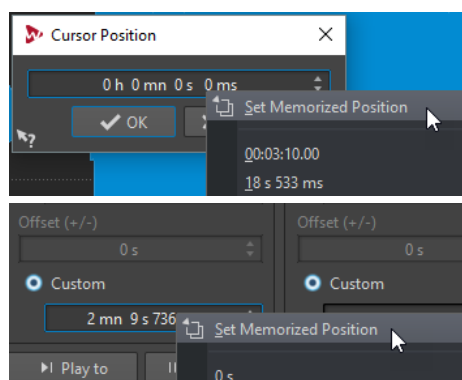 Cursor Position
0 h 0 mn 0 s 0 ms
OK
Set Memorized Position
00:03:10.00
18 s 533 ms
Offset (+/-)
Offset (+/-)
0 s
0 s
Custom
Custom
2 mn 9 s 736
Set Memorized Position
Play to
0 s